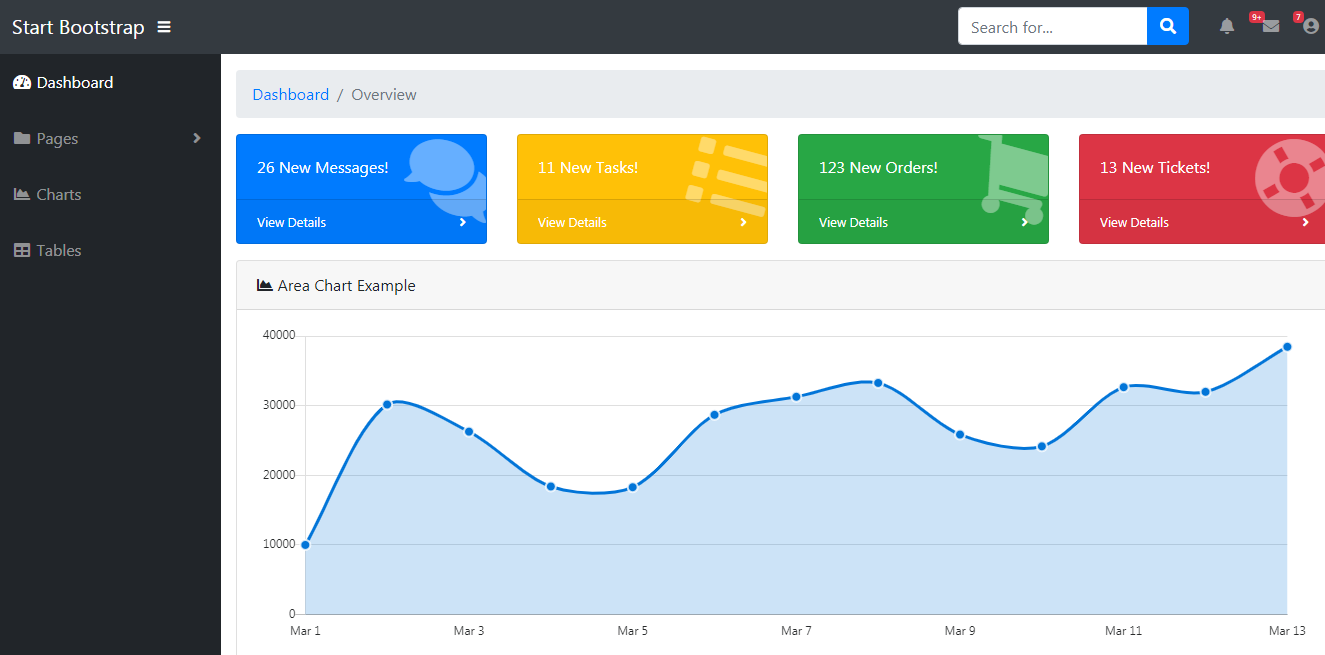 Start Bootstrap
Search for...
9+
7
Dashboard
Pages
Charts
Tables
Dashboard / Overview
26 New Messages!
View Details
11 New Tasks!
View Details
123 New Orders!
View Details
13 New Tickets!
View Details
Area Chart Example
40000
30000
20000
10000
0
Mar 1 Mar 3 Mar 5 Mar 7 Mar 9 Mar 11 Mar 13